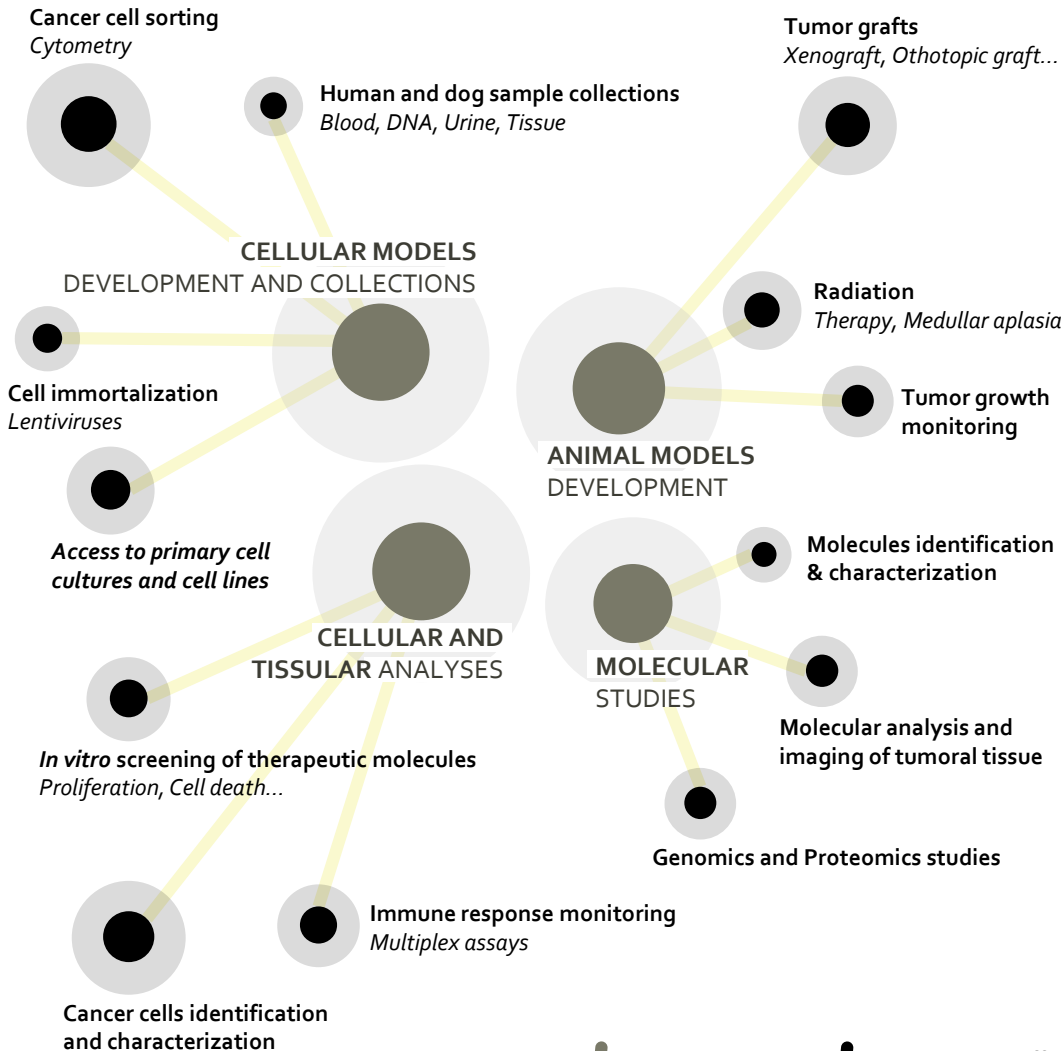 Cancer cell sorting
Cytometry
Tumor grafts
Xenograft, Othotopic graft...
Human and dog sample collections
Blood, DNA, Urine, Tissue
CELLULAR MODELS
DEVELOPMENT AND COLLECTIONS
Radiation
Therapy, Medullar aplasia
Cell immortalization
Lentiviruses
Tumor growth
monitoring
ANIMAL MODELS
DEVELOPMENT
Access to primary cell
cultures and cell lines
Molecules identification
& characterization
CELLULAR AND
TISSULAR ANALYSES
MOLECULAR
STUDIES
Molecular analysis and
imaging of tumoral tissue
In vitro screening of therapeutic molecules
Proliferation, Cell death...
Genomics and Proteomics studies
Immune response monitoring
Multiplex assays
Cancer cells identification
and characterization